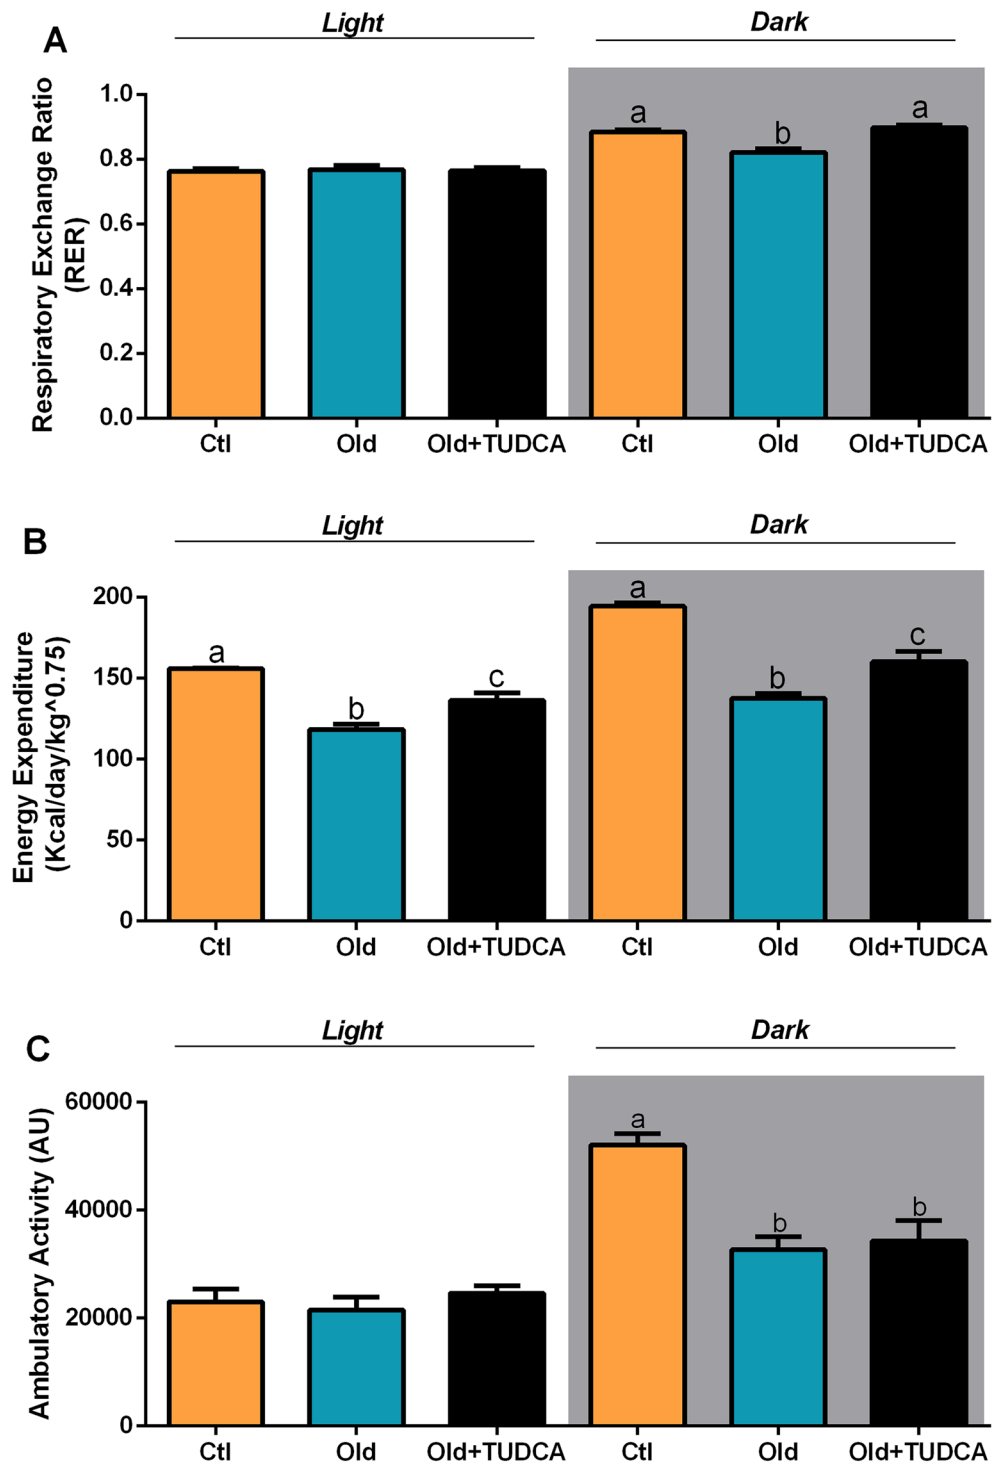 A
Light
Dark
Respiratory Exchange Ratio
(RER)
1.0
0.8
0.6
0.4
0.2
0.0
a
b
a
Ctl
Old
Old+TUDCA
Ctl
Old
Old+TUDCA
B
Light
Dark
Energy Expenditure
(Kcal/day/kg^0.75)
200
150
100
50
0
a
b
c
a
b
c
Ctl
Old
Old+TUDCA
Ctl
Old
Old+TUDCA
C
Light
Dark
Ambulatory Activity (AU)
60000
40000
20000
0
a
b
b
Ctl
Old
Old+TUDCA
Ctl
Old
Old+TUDCA